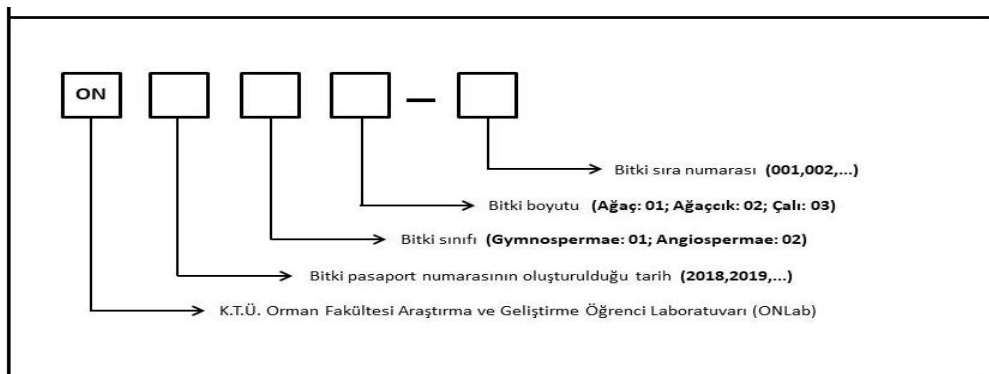 ON
Bitki sıra numarası (001,002,...)
Bitki boyutu (Ağaç: 01; Ağaçcık: 02; Çalı: 03)
Bitki sınıfı (Gymnospermae: 01; Angiospermae: 02)
Bitki pasaport numarasının oluşturulduğu tarih (2018,2019,...)
K.T.Ü. Orman Fakültesi Araştırma ve Geliştirme Öğrenci Laboratuvarı (ONLab)